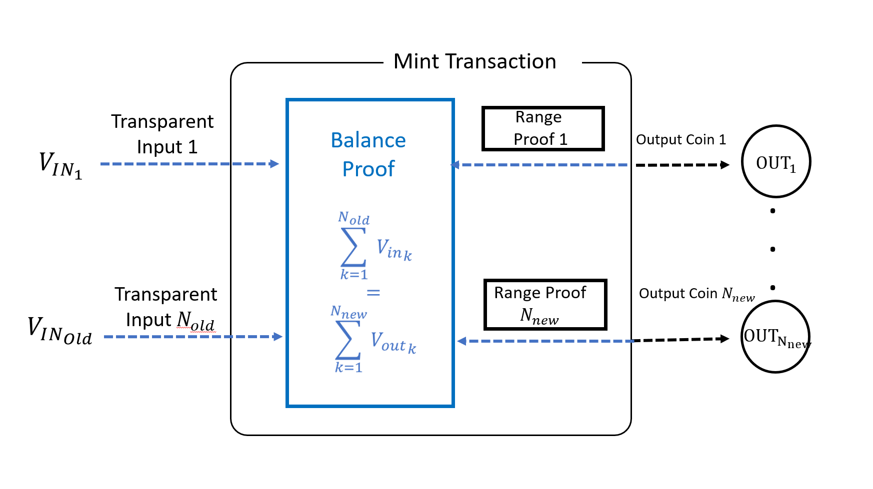 Mint Transaction
Transparent
Input 1
V_{IN_1}
Balance
Proof
Range
Proof 1
Output Coin 1
OUT_1
\sum_{k=1}^{N_{old}} V_{in_k}
=
\sum_{k=1}^{N_{new}} V_{out_k}
Transparent
Input N_{old}
V_{IN_{Old}}
Range Proof
N_{new}
Output Coin N_{new}
OUT_{N_{new}}